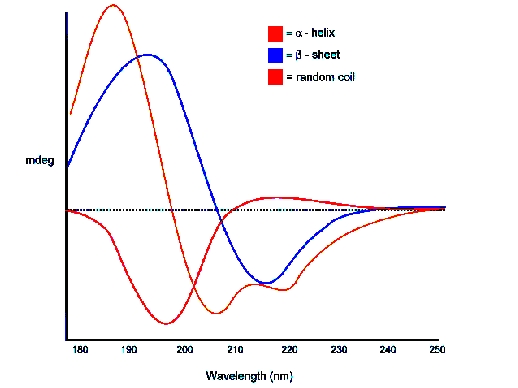 = α - helix
= β - sheet
= random coil
mdeg
180 190 200 210 220 230 240 250
Wavelength (nm)